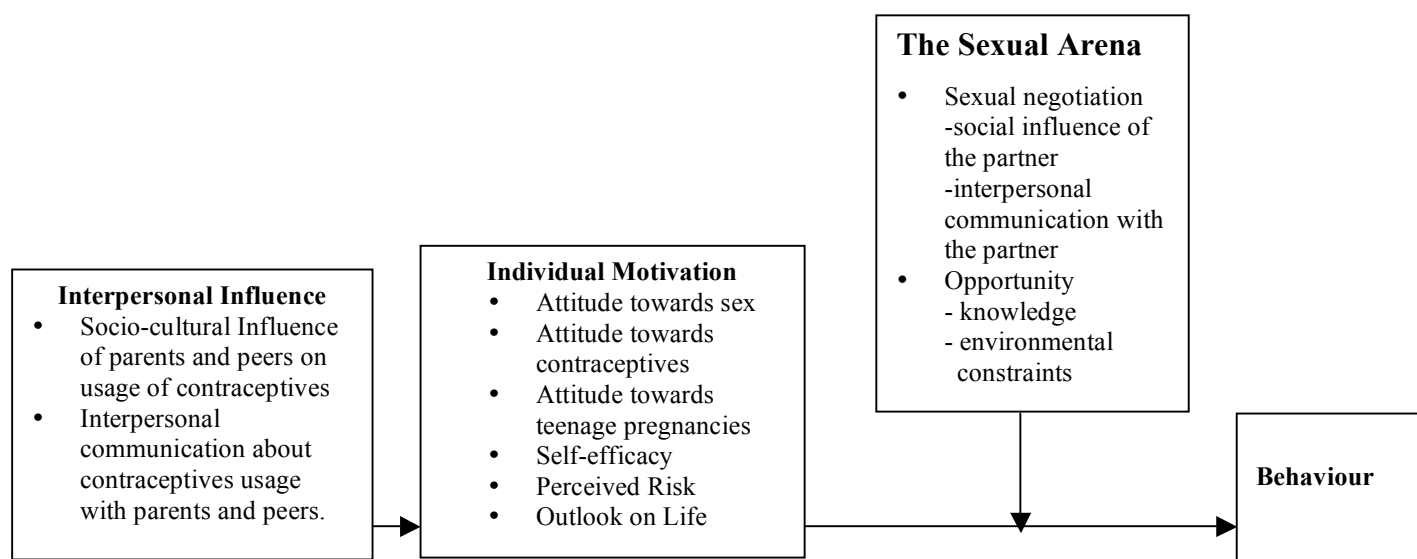 Interpersonal Influence
• Socio-cultural Influence
of parents and peers on
usage of contraceptives
• Interpersonal
communication about
contraceptives usage
with parents and peers.
Individual Motivation
• Attitude towards sex
• Attitude towards
contraceptives
• Attitude towards
teenage pregnancies
• Self-efficacy
• Perceived Risk
• Outlook on Life
The Sexual Arena
• Sexual negotiation
-social influence of
the partner
-interpersonal
communication with
the partner
• Opportunity
- knowledge
- environmental
constraints
Behaviour